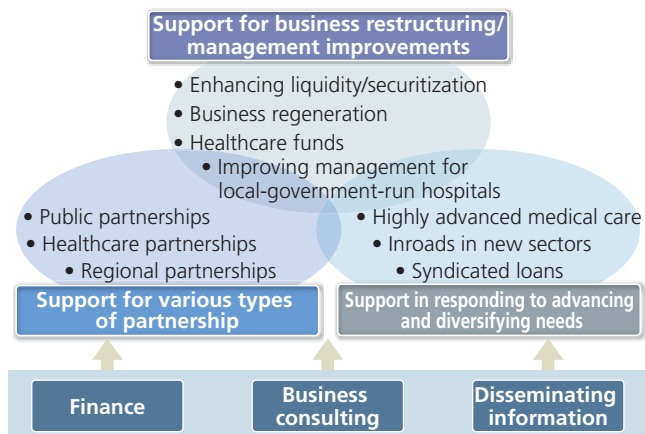 Support for business restructuring/
management improvements
• Enhancing liquidity/securitization
• Business regeneration
• Healthcare funds
• Improving management for
local-government-run hospitals
• Public partnerships
• Healthcare partnerships
• Regional partnerships
• Highly advanced medical care
• Inroads in new sectors
• Syndicated loans
Support for various types
of partnership
Support in responding to advancing
and diversifying needs
Finance
Business
consulting
Disseminating
information